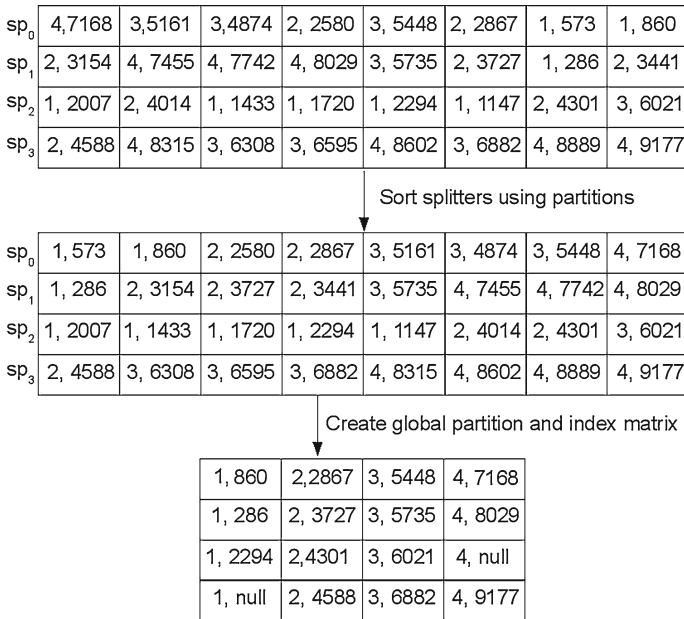 sp0 4,7168 3,5161 3,4874 2, 2580 3, 5448 2, 2867 1, 573 1, 860
sp1 2, 3154 4, 7455 4, 7742 4, 8029 3, 5735 2, 3727 1, 286 2, 3441
sp2 1, 2007 2, 4014 1, 1433 1, 1720 1, 2294 1, 1147 2, 4301 3, 6021
sp3 2, 4588 4, 8315 3, 6308 3, 6595 4, 8602 3, 6882 4, 8889 4, 9177
Sort splitters using partitions
sp0 1, 573 1, 860 2, 2580 2, 2867 3, 5161 3, 4874 3, 5448 4, 7168
sp1 1, 286 2, 3154 2, 3727 2, 3441 3, 5735 4, 7455 4, 7742 4, 8029
sp2 1, 2007 1, 1433 1, 1720 1, 2294 1, 1147 2, 4014 2, 4301 3, 6021
sp3 2, 4588 3, 6308 3, 6595 3, 6882 4, 8315 4, 8602 4, 8889 4, 9177
Create global partition and index matrix
1, 860 2,2867 3, 5448 4, 7168
1, 286 2, 3727 3, 5735 4, 8029
1, 2294 2,4301 3, 6021 4, null
1, null 2, 4588 3, 6882 4, 9177